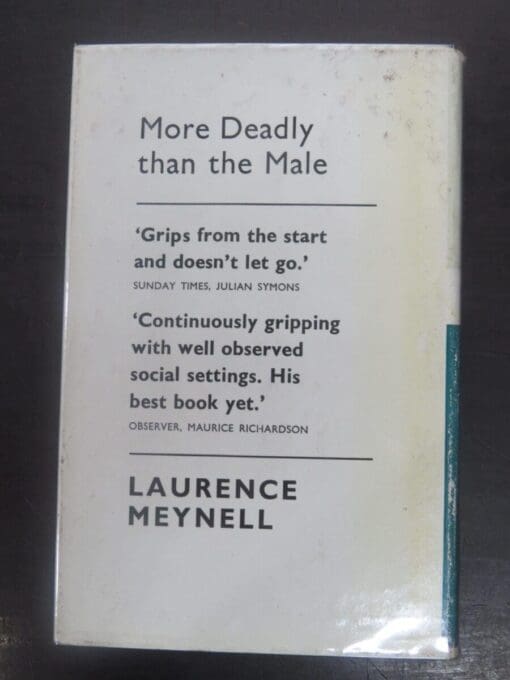 More Deadly
than the Male
‘Grips from the start
and doesn’t let go.’
SUNDAY TIMES, JULIAN SYMONS
‘Continuously gripping
with well observed
social settings. His
best book yet.’
OBSERVER, MAURICE RICHARDSON
LAURENCE
MEYNELL